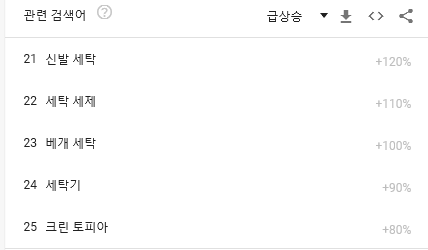 관련 검색어 ?
급상승
21 신발 세탁 +120%
22 세탁 세제 +110%
23 베개 세탁 +100%
24 세탁기 +90%
25 크린 토피아 +80%